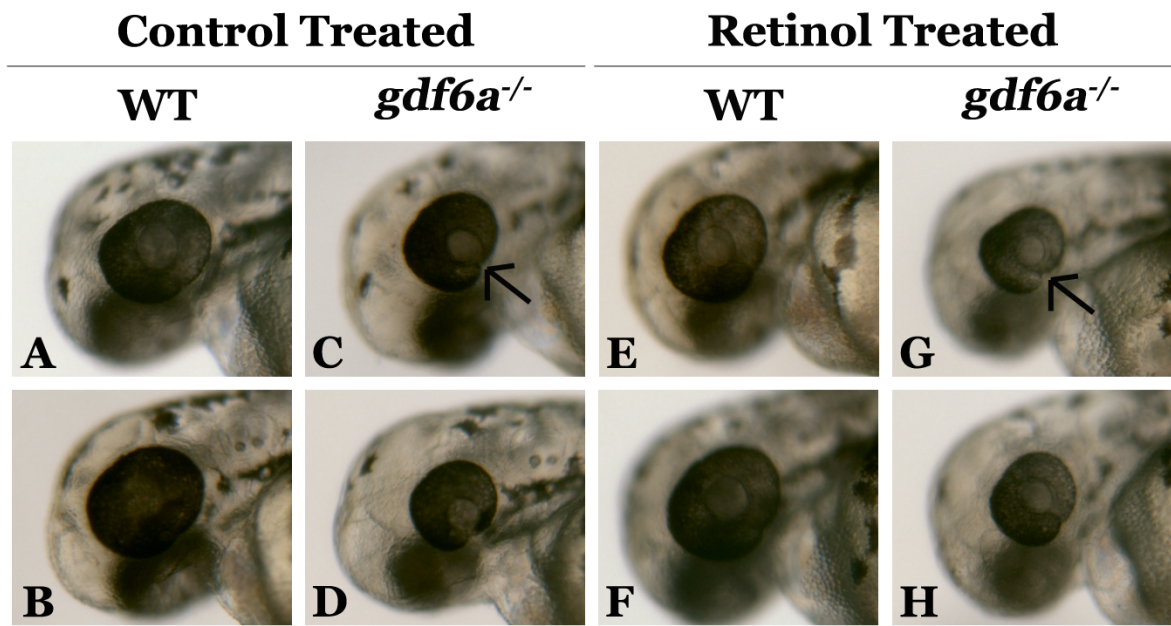 Control Treated Retinol Treated
WT gdf6a-/- WT gdf6a-/-
A C E G
B D F H